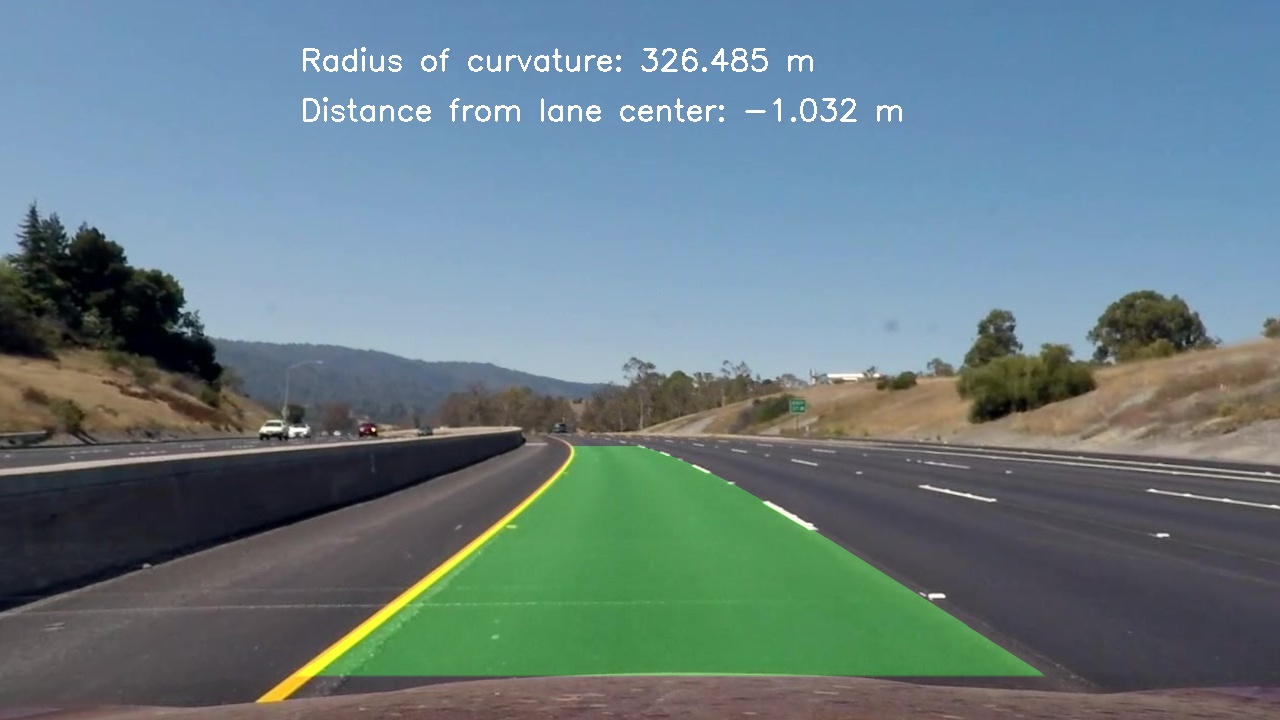 Radius of curvature: 326.485 m
Distance from lane center: −1.032 m